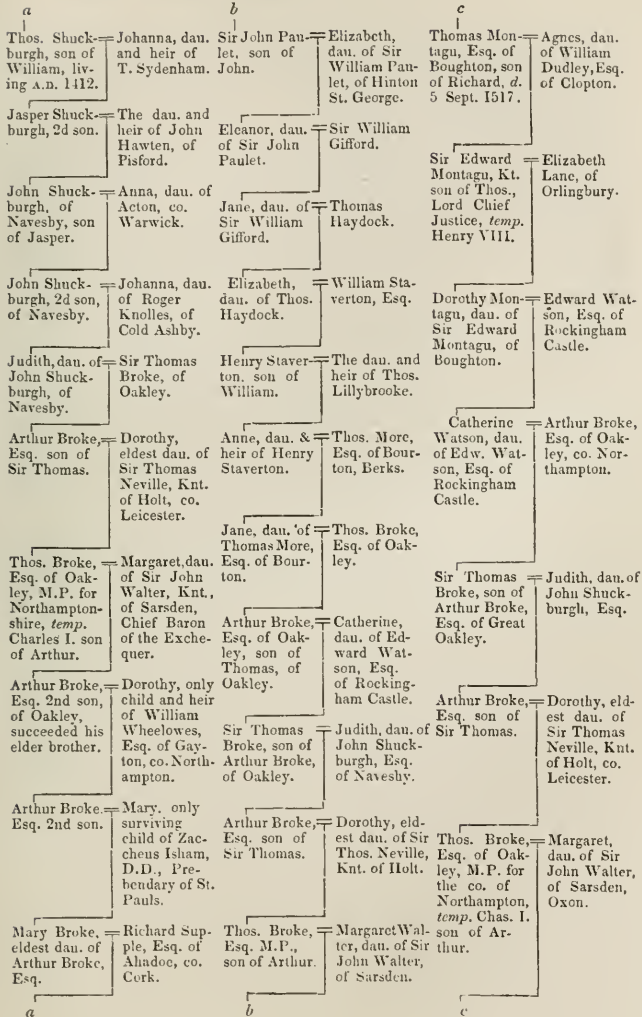 a
Thos. Shuck-
burgh, son of
William, liv-
ing A.D. 1412.
Johanna, dau.
and heir of
T. Sydenham.
Jasper Shuck-
burgh, 2d son.
The dau. and
heir of John
Hawten, of
Pisford.
John Shuck-
burgh, of
Navesby, son
of Jasper.
Anna, dau. of
Acton, co.
Warwick.
John Shuck-
burgh, 2d son,
of Navesby.
Johanna, dau.
of Roger
Knolles, of
Cold Ashby.
Judith, dau. of
John Shuck-
burgh, of
Navesby.
Sir Thomas
Broke, of
Oakley.
Arthur Broke,
Esq. son of
Sir Thomas.
Dorothy,
eldest dau. of
Sir Thomas
Neville, Knt.
of Holt, co.
Leicester.
Thos. Broke,
Esq. of Oak-
ley, M.P. for
Northampton-
shire, temp.
Charles I. son
of Arthur.
Margaret, dau.
of Sir John
Walter, Knt.,
of Sarsden,
Chief Baron
of the Exche-
quer.
Arthur Broke,
Esq. 2nd son,
of Oakley,
succeeded his
elder brother.
Dorothy, only
child and heir
of William
Wheelowes,
Esq. of Gay-
ton, co. North-
ampton.
Arthur Broke.
Esq. 2nd son.
Mary, only
surviving
child of Zac-
cheus Isham,
D.D., Pre-
bendary of St.
Pauls.
Mary Broke,
eldest dau. of
Arthur Broke,
Esq.
Richard Sup-
ple, Esq. of
Ahadoe, co.
Cork.
a
b
Sir John Pau-
let, son of
John.
Elizabeth,
dau. of Sir
William Pau-
let, of Hinton
St. George.
Eleanor, dau.
of Sir John
Paulet.
Sir William
Gifford.
Jane, dau. of
Sir William
Gifford.
Thomas
Haydock.
Elizabeth,
dau. of Thos.
Haydock.
William Sta-
verton, Esq.
Henry Staver-
ton. son of
William.
The dau. and
heir of Thos.
Lillybrooke.
Anne, dau. &
heir of Henry
Staverton.
Thos. More,
Esq. of Bour-
ton, Berks.
Jane, dau. of
Thomas More,
Esq. of Bour-
ton.
Thos. Broke,
Esq. of Oak-
ley.
Arthur Broke,
Esq. of Oak-
ley, son of
Thomas, of
Oakley.
Catherine,
dau. of Ed-
ward Wat-
son, Esq.
of Rocking-
ham Castle.
Sir Thomas
Broke, son of
Arthur Broke,
of Oakley.
Judith, dau. of
John Shuck-
burgh, Esq.
of Navesby.
Arthur Broke,
Esq. son of
Sir Thomas.
Dorothy, eld-
est dau. of Sir
Thos. Neville,
Knt. of Holt.
Thos. Broke,
Esq. M.P.,
son of Arthur.
Margaret Wal-
ter, dau. of Sir
John Walter,
of Sarsden.
b
c
Thomas Mon-
tagu, Esq. of
Boughton, son
of Richard, d.
5 Sept. 1517.
Agnes, dau.
of William
Dudley, Esq.
of Clopton.
Sir Edward
Montagu, Kt.
son of Thos.,
Lord Chief
Justice, temp.
Henry VIII.
Elizabeth
Lane, of
Orlingbury.
Dorothy Mon-
tagu, dau. of
Sir Edward
Montagu, of
Boughton.
Edward Wat-
son, Esq. of
Rockingham
Castle.
Catherine
Watson, dau.
of Edw. Wat-
son, Esq. of
Rockingham
Castle.
Arthur Broke,
Esq. of Oak-
ley, co. Nor-
thampton.
Sir Thomas
Broke, son of
Arthur Broke,
Esq. of Great
Oakley.
Judith, dau. of
John Shuck-
burgh, Esq.
Arthur Broke,
Esq. son of
Sir Thomas.
Dorothy, eld-
est dau. of
Sir Thomas
Neville, Knt.
of Holt, co.
Leicester.
Thos. Broke,
Esq. of Oak-
ley, M.P. for
the co. of
Northampton,
temp. Chas. I.
son of Ar-
thur.
Margaret,
dau. of Sir
John Walter,
of Sarsden,
Oxon.
c